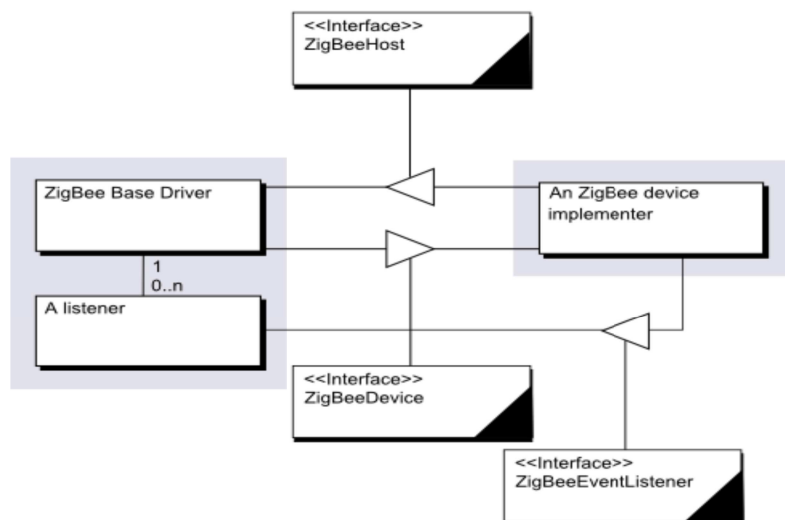 <<Interface>>
ZigBeeHost
ZigBee Base Driver
An ZigBee device
implementer
1
0..n
A listener
<<Interface>>
ZigBeeDevice
<<Interface>>
ZigBeeEventListener